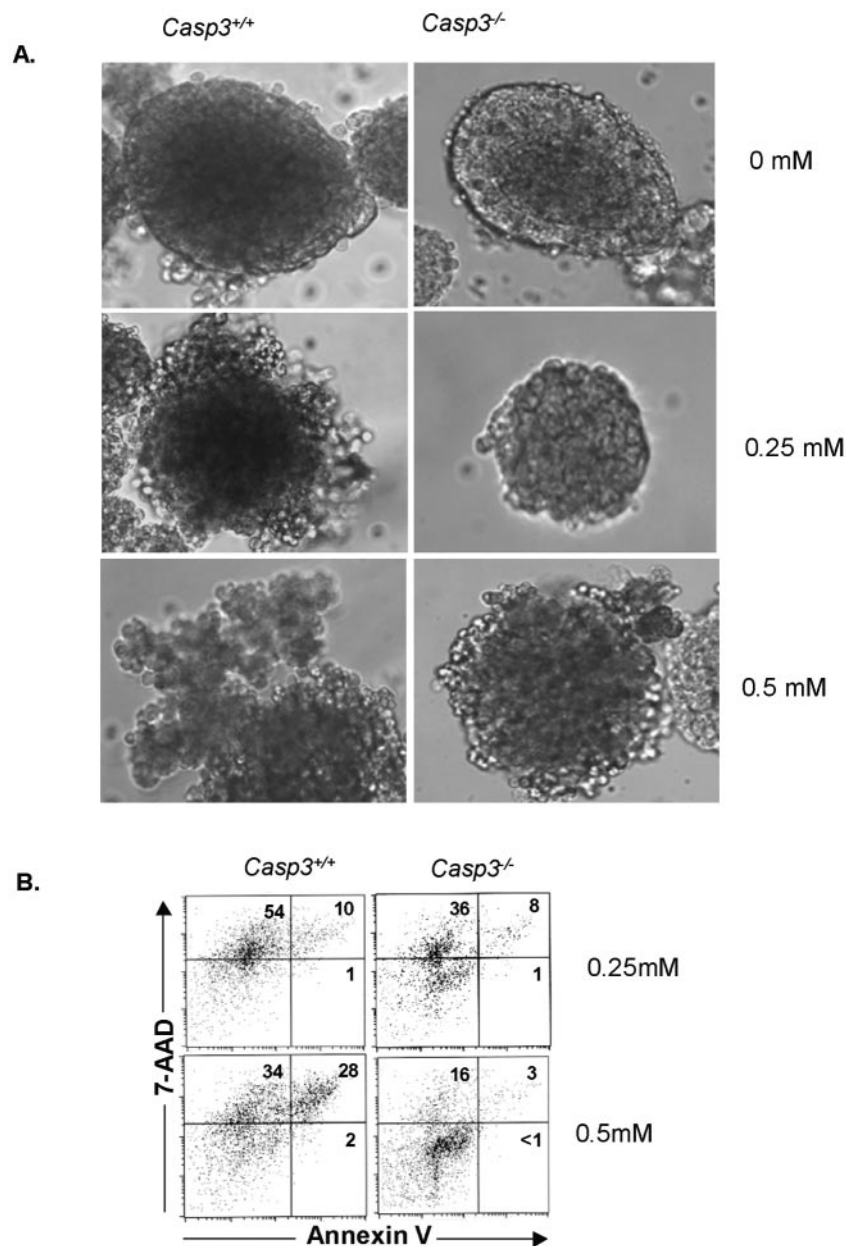 Casp3+/+ Casp3-/-
A.
0 mM
0.25 mM
0.5 mM
Casp3+/+ Casp3-/-
B.
54 10 36 8
1 1
0.25mM
34 28 16 3
2 <1
0.5mM
7-AAD
Annexin V